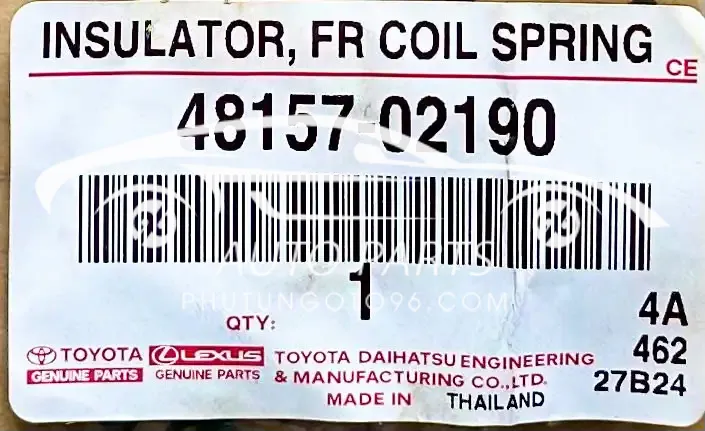 INSULATOR, FR COIL SPRING
CE
48157-02190
AUTO PARTS
PHUTUNGOTO96.COM
QTY: 1
4A
462
27B24
TOYOTA
GENUINE PARTS
LEXUS
GENUINE PARTS
TOYOTA DAIHATSU ENGINEERING
& MANUFACTURING CO.,LTD.
MADE IN THAILAND